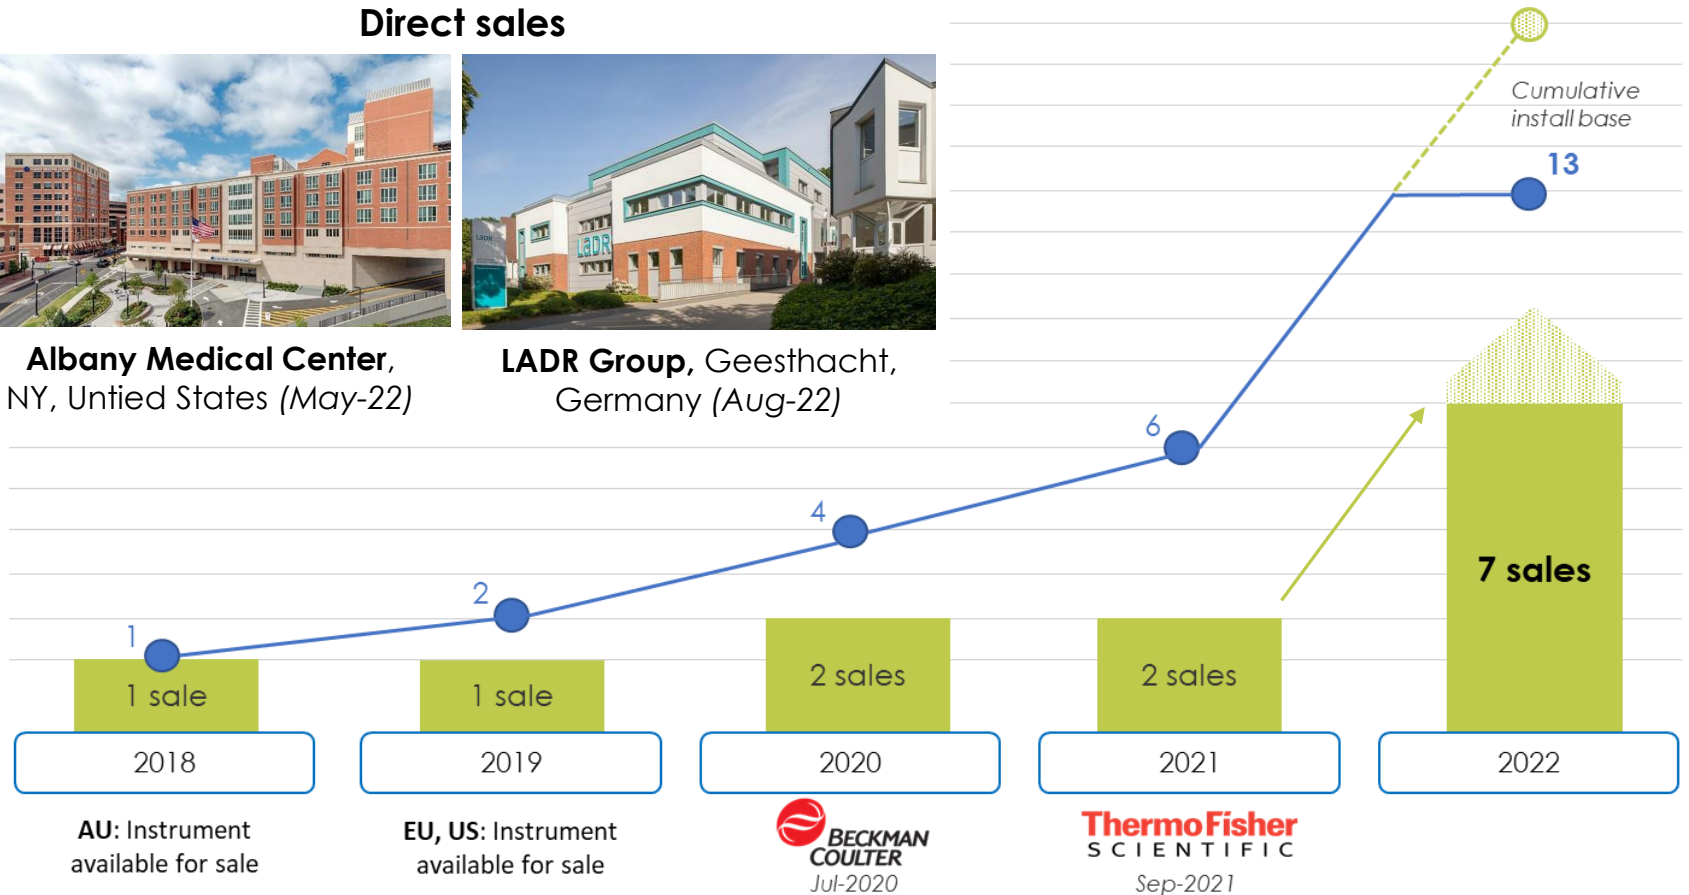 Direct sales
Cumulative
install base
13
LADR
Albany Medical Center,
NY, Untied States (May-22)
LADR Group, Geesthacht,
Germany (Aug-22)
6
4
2
1
7 sales
1 sale
1 sale
2 sales
2 sales
2018
2019
2020
2021
2022
AU: Instrument
available for sale
EU, US: Instrument
available for sale
BECKMAN
COULTER
Jul-2020
ThermoFisher
SCIENTIFIC
Sep-2021